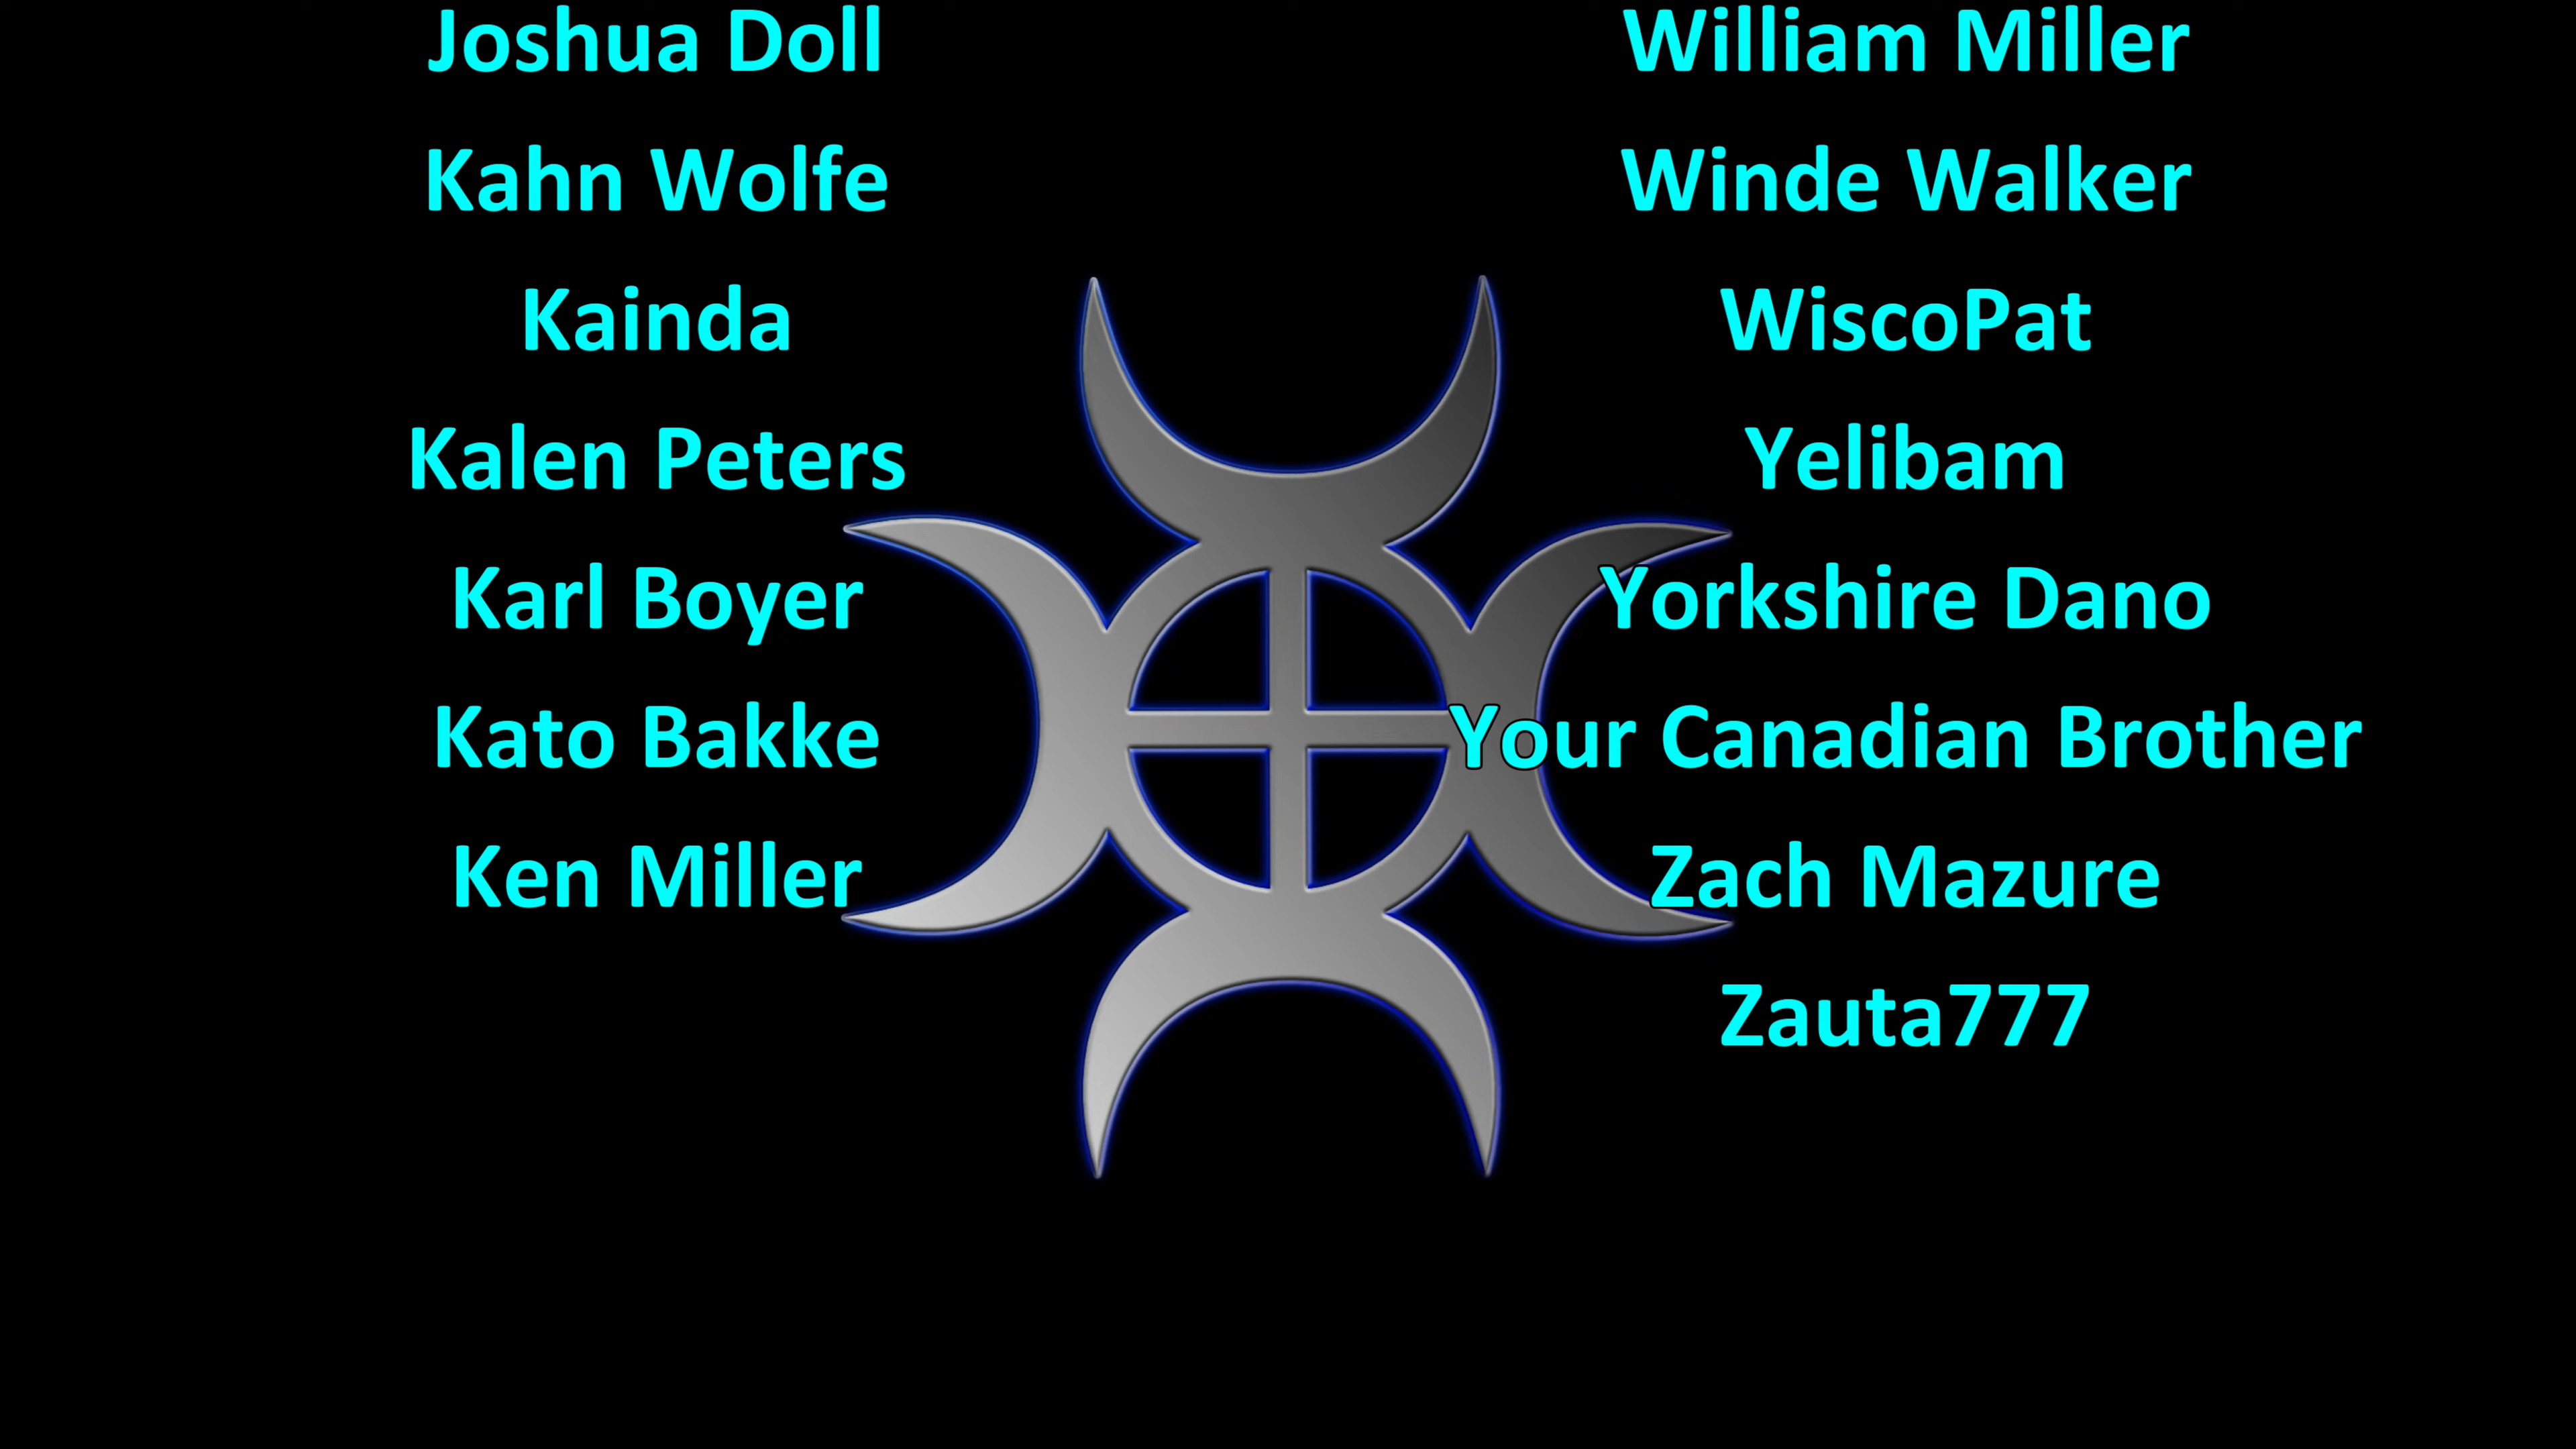 Joshua Doll
Kahn Wolfe
Kainda
Kalen Peters
Karl Boyer
Kato Bakke
Ken Miller
William Miller
Winde Walker
WiscoPat
Yelibam
Yorkshire Dano
Your Canadian Brother
Zach Mazure
Zauta777